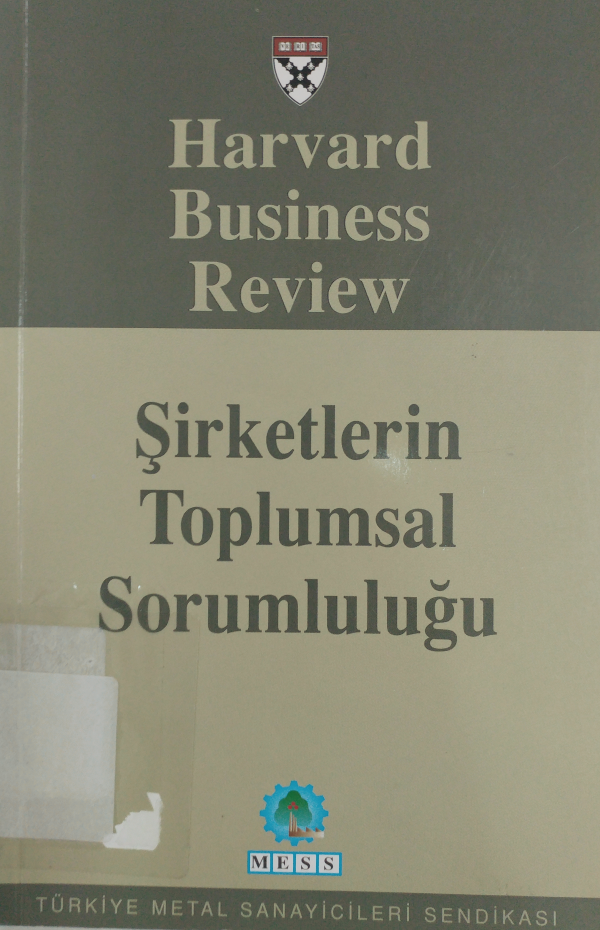 Harvard
Business
Review
Şirketlerin
Toplumsal
Sorumluluğu
MESS
TÜRKİYE METAL SANAYİCİLERİ SENDİKASI